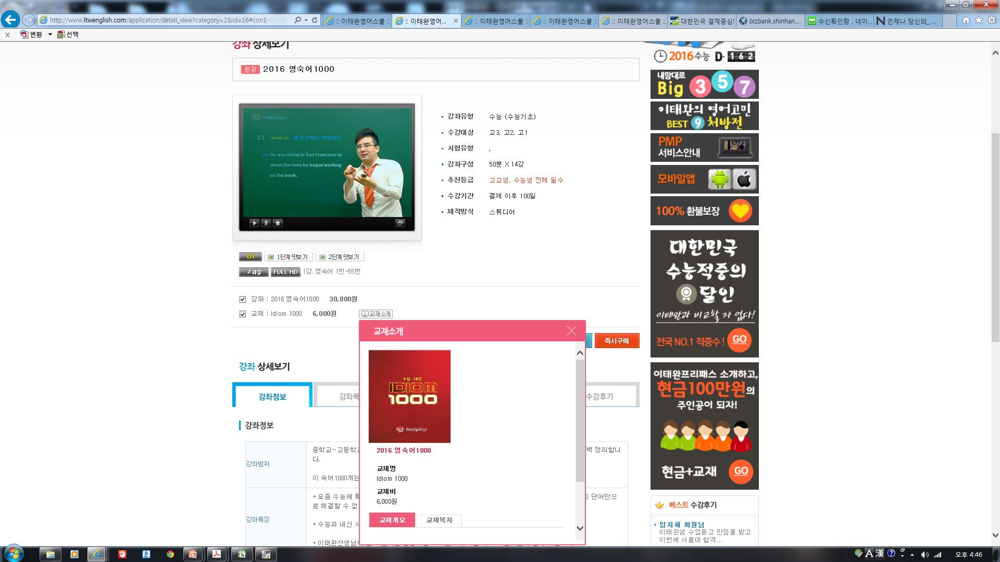 http://www.ltwenglish.com/application/detail_view?category=2&id=16#con1
:: 이태완영어스쿨 ::
:: 이태완영어...
:: 이태완영어스쿨 ::
:: 이태완영어스쿨 ::
:: 이태완영어스쿨 ::
대한민국 결제중심!
bizbank.shinhan....
수신확인함 : 네이...
언제나 당신의_ ...
x 변환 선택
강좌 상세보기
완강 2016 영숙어1000
이태완영어학교
11 work on ~을 연구하다, 작성하다
ex. He was living in San Francisco at
about the time he began working
on the book.
강좌유형 수능 (수능기초)
수강대상 고3, 고2, 고1
시험유형 ,
강좌구성 50분 X 14강
추천등급 고교생, 수능생 전체 필수
수강기간 결제 이후 100일
제작방식 스튜디어
OT 1단계 맛보기 2단계 맛보기
고화질 FULL HD 1강. 영숙어 1번~55번
강좌 : 2016 영숙어1000 30,000원
교재 : Idiom 1000 6,000원 교재소개
즉시구매
교재소개
수능·내신
IDIOM
1000
이태완영어학교
2016 영숙어1000
교재명
Idiom 1000
교재비
6,000원
교재개요 교재목차
강좌 상세보기
강좌정보 강좌목 수강후기
강좌정보
강좌범위
중학교~고등학교 벽 정리합니
다.
이 숙어1000개는
강좌특징
* 요즘 수능에 특 단어만으
로 해결할 수 없
* 수능과 내신 시
* 이태완선생님이
2016수능 D-162
내맘대로
Big 3 5 7
이태완의 영어고민
BEST 9 처방전
PMP
서비스안내
모바일앱
100% 환불보장
대한민국
수능적중의
달인
이태완과 비교할 자 없다!
전국 NO.1 적중수! GO
이태완프리패스 소개하고,
현금100만원의
주인공이 되자!
현금+교재 GO
베스트 수강후기
임지혜 회원님
이태완샘 수업듣고 만점을 받고
이번에 서울대 합격...
A 漢
오후 4:46